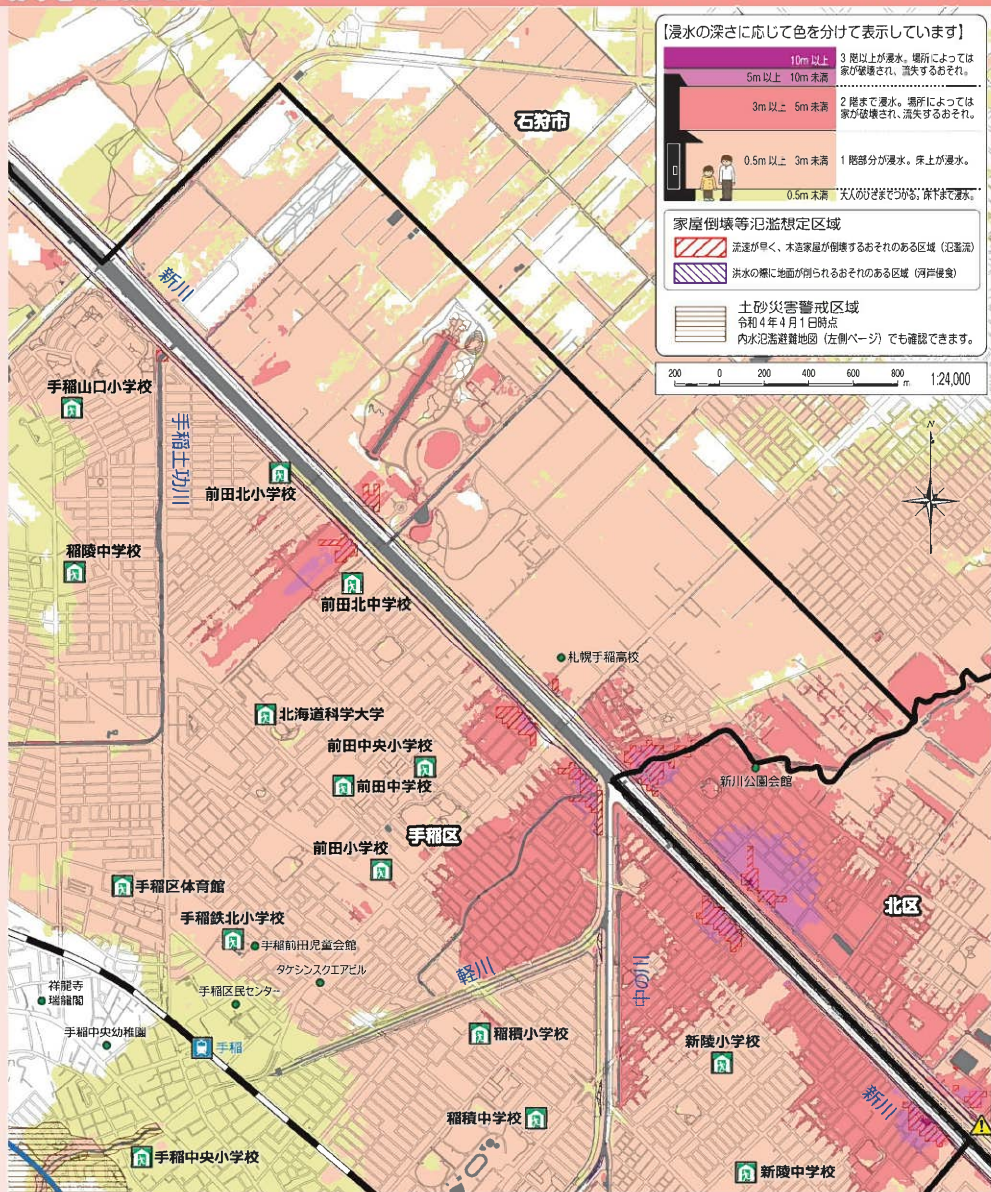 【浸水の深さに応じて色を分けて表示しています】
10m 以上
3 階以上が浸水。場所によっては
家が破壊され、流失するおそれ。
5m 以上 10m 未満
3m 以上 5m 未満
2 階まで浸水。場所によっては
家が破壊され、流失するおそれ。
0.5m 以上 3m 未満
1 階部分が浸水。床上が浸水。
0.5m 未満
大人のひざまでつかる。床下まで浸水。
家屋倒壊等氾濫想定区域
流速が早く、木造家屋が倒壊するおそれのある区域（氾濫流）
洪水の際に地面が削られるおそれのある区域（河岸侵食）
土砂災害警戒区域
令和４年４月１日時点
内水氾濫避難地図（左側ページ）でも確認できます。
200 0 200 400 600 800 m
1:24,000
N
石狩市
新川
手稲山口小学校
手稲土功川
前田北小学校
稲陵中学校
前田北中学校
札幌手稲高校
北海道科学大学
前田中央小学校
前田中学校
新川公園会館
手稲区
前田小学校
手稲区体育館
北区
手稲鉄北小学校
手稲前田児童会館
軽川
中の川
タケシンスクエアビル
祥龍寺
瑞龍閣
手稲区民センター
手稲中央幼稚園
手稲
稲積小学校
新陵小学校
新川
稲積中学校
手稲中央小学校
新陵中学校